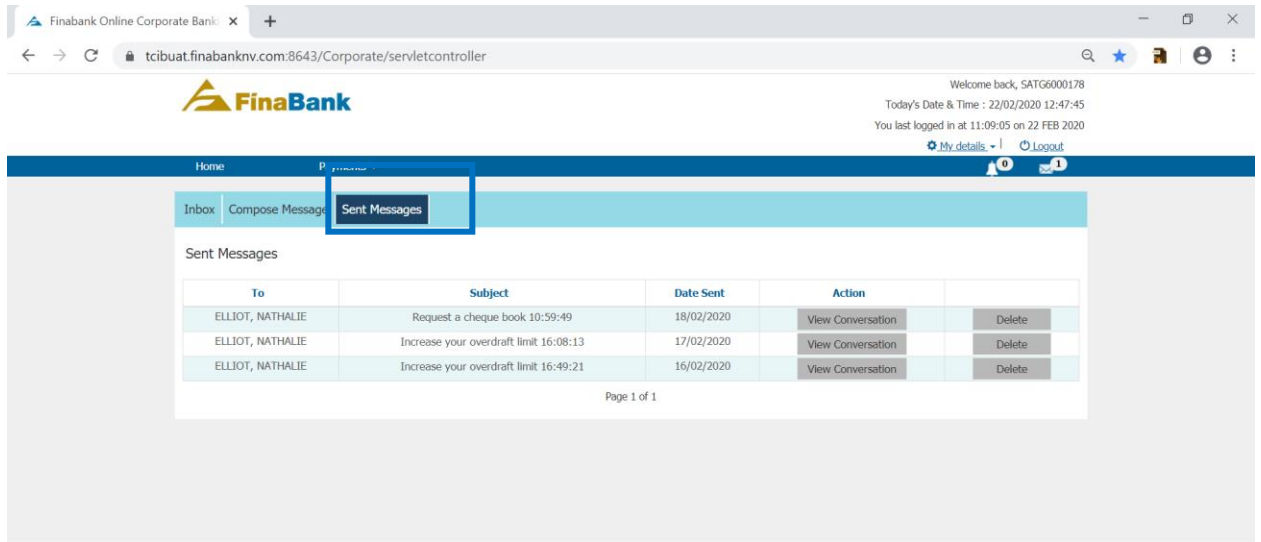 Finabank Online Corporate Banki
tcibuat.finabanknv.com:8643/Corporate/servletcontroller
FinaBank
Welcome back, SATG6000178
Today's Date & Time : 22/02/2020 12:47:45
You last logged in at 11:09:05 on 22 FEB 2020
My details Logout
Home 0 1
Inbox Compose Message Sent Messages
Sent Messages
To Subject Date Sent Action
ELLIOT, NATHALIE Request a cheque book 10:59:49 18/02/2020 View Conversation Delete
ELLIOT, NATHALIE Increase your overdraft limit 16:08:13 17/02/2020 View Conversation Delete
ELLIOT, NATHALIE Increase your overdraft limit 16:49:21 16/02/2020 View Conversation Delete
Page 1 of 1